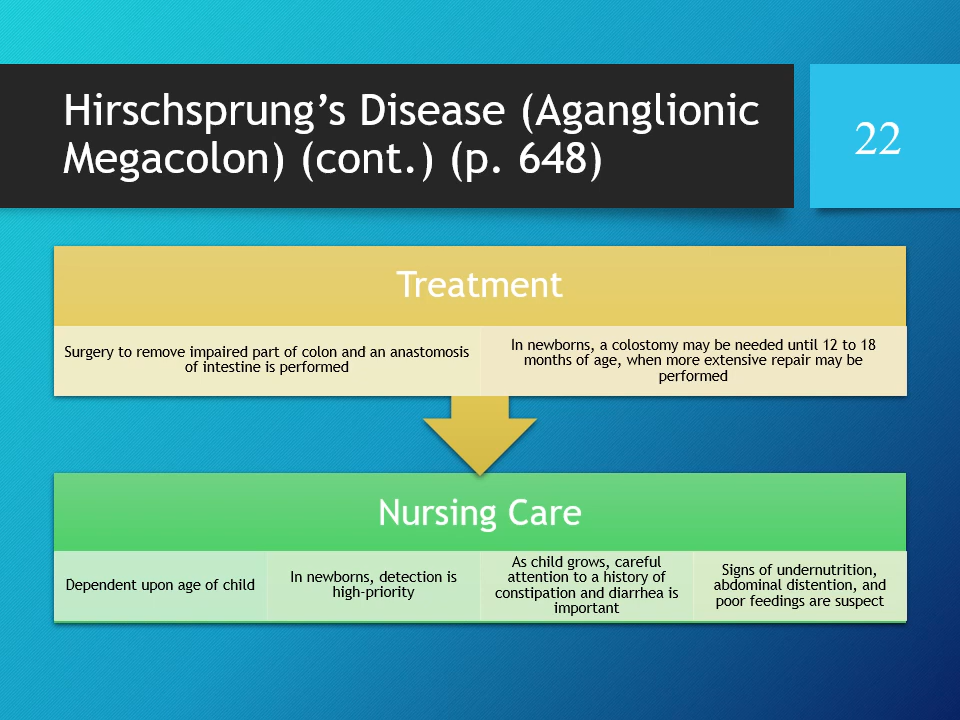 Hirschsprung’s Disease (Aganglionic
Megacolon) (cont.) (p. 648)
22
Treatment
Surgery to remove impaired part of colon and an anastomosis
of intestine is performed
In newborns, a colostomy may be needed until 12 to 18
months of age, when more extensive repair may be
performed
Nursing Care
Dependent upon age of child
In newborns, detection is
high-priority
As child grows, careful
attention to a history of
constipation and diarrhea is
important
Signs of undernutrition,
abdominal distention, and
poor feedings are suspect